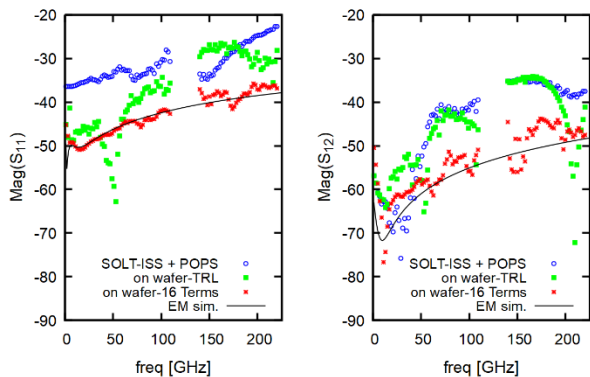 -20
-30
-40
-50
-60
-70
-80
-90
Mag(S11)
SOLT-ISS + POPS
on wafer-TRL
on wafer-16 Terms
EM sim.
0 50 100 150 200
freq [GHz]
-20
-30
-40
-50
-60
-70
-80
-90
Mag(S12)
SOLT-ISS + POPS
on wafer-TRL
on wafer-16 Terms
EM sim.
0 50 100 150 200
freq [GHz]